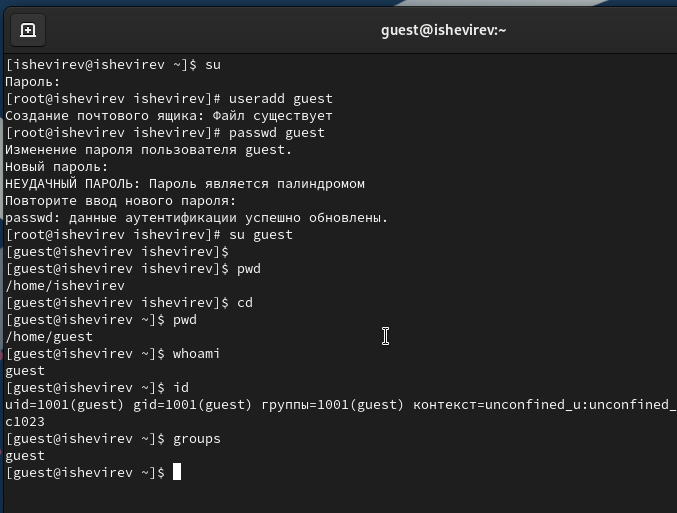 guest@ishevirev:~
[ishevirev@ishevirev ~]$ su
Пароль:
[root@ishevirev ishevirev]# useradd guest
Создание почтового ящика: Файл существует
[root@ishevirev ishevirev]# passwd guest
Изменение пароля пользователя guest.
Новый пароль:
НЕУДАЧНЫЙ ПАРОЛЬ: Пароль является палиндромом
Повторите ввод нового пароля:
passwd: данные аутентификации успешно обновлены.
[root@ishevirev ishevirev]# su guest
[guest@ishevirev ishevirev]$
[guest@ishevirev ishevirev]$ pwd
/home/ishevirev
[guest@ishevirev ishevirev]$ cd
[guest@ishevirev ~]$ pwd
/home/guest
[guest@ishevirev ~]$ whoami
guest
[guest@ishevirev ~]$ id
uid=1001(guest) gid=1001(guest) группы=1001(guest) контекст=unconfined_u:unconfined_
c1023
[guest@ishevirev ~]$ groups
guest
[guest@ishevirev ~]$